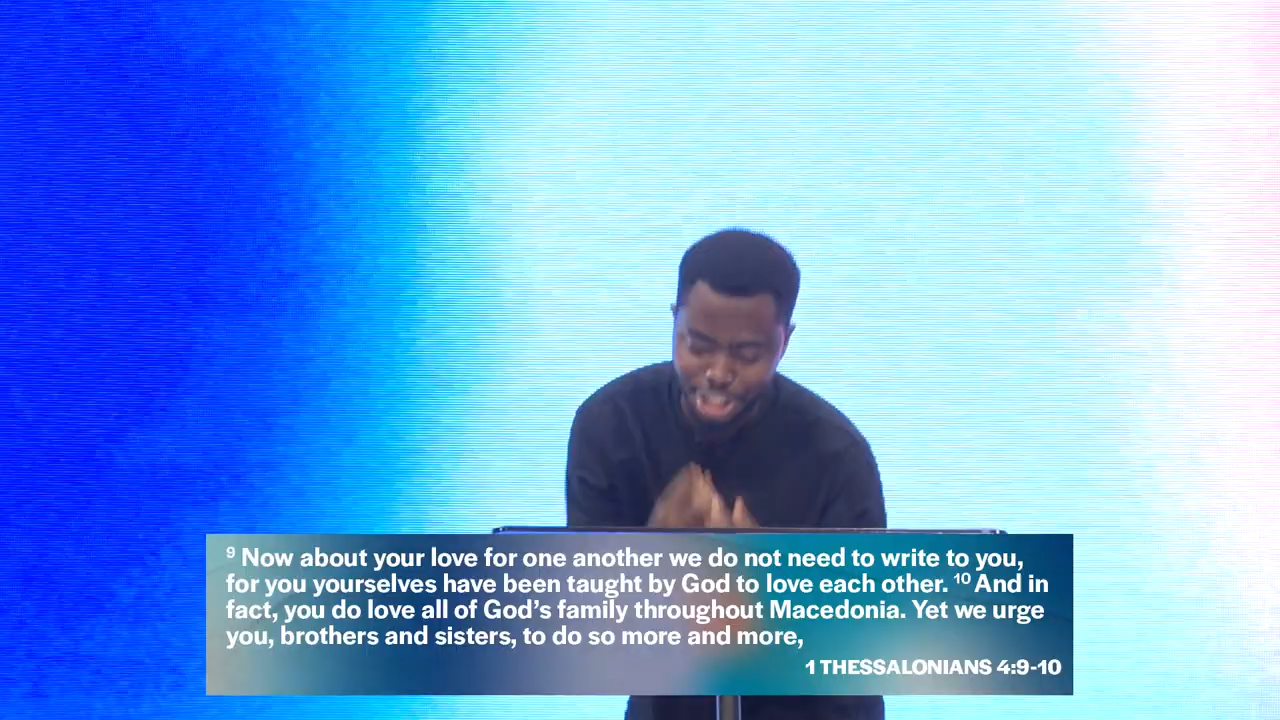 ⁹ Now about your love for one another we do not need to write to you,
for you yourselves have been taught by God to love each other. ¹⁰ And in
fact, you do love all of God’s family throughout Macedonia. Yet we urge
you, brothers and sisters, to do so more and more,
1 THESSALONIANS 4:9-10